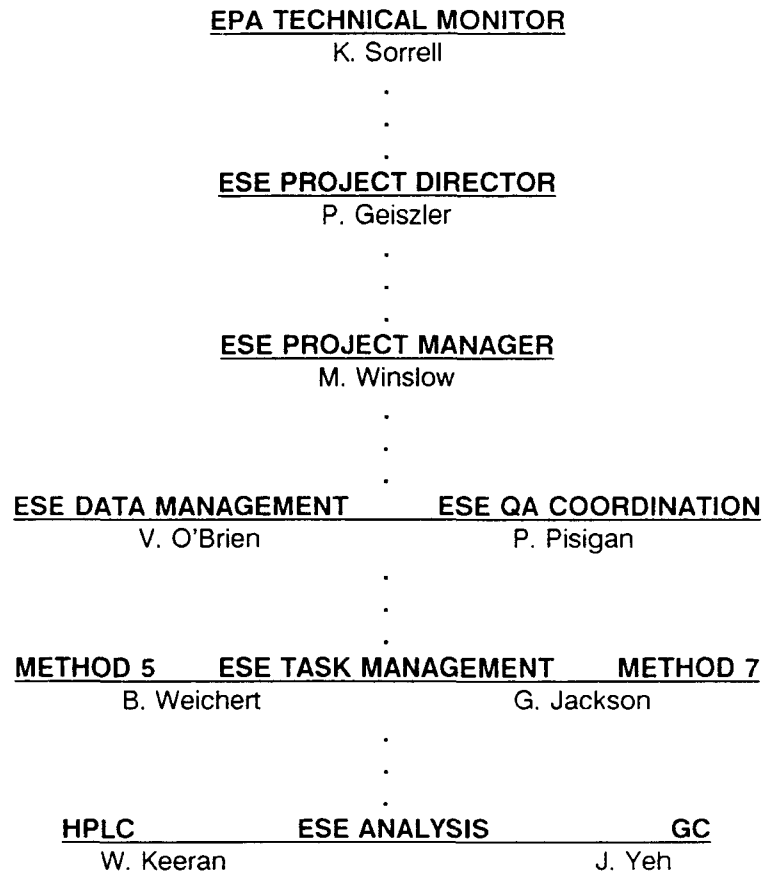 EPA TECHNICAL MONITOR
K. Sorrell
.
.
.
ESE PROJECT DIRECTOR
P. Geiszler
.
.
.
ESE PROJECT MANAGER
M. Winslow
.
.
.
ESE DATA MANAGEMENT ESE QA COORDINATION
V. O'Brien P. Pisigan
.
.
.
METHOD 5 ESE TASK MANAGEMENT METHOD 7
B. Weichert G. Jackson
.
.
.
HPLC ESE ANALYSIS GC
W. Keeran J. Yeh